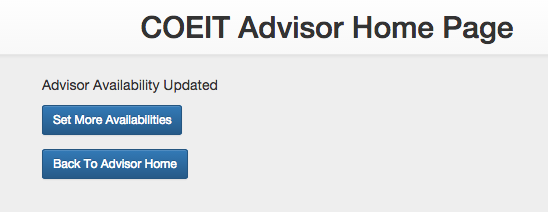 COEIT Advisor Home Page
Advisor Availability Updated
Set More Availabilities
Back To Advisor Home